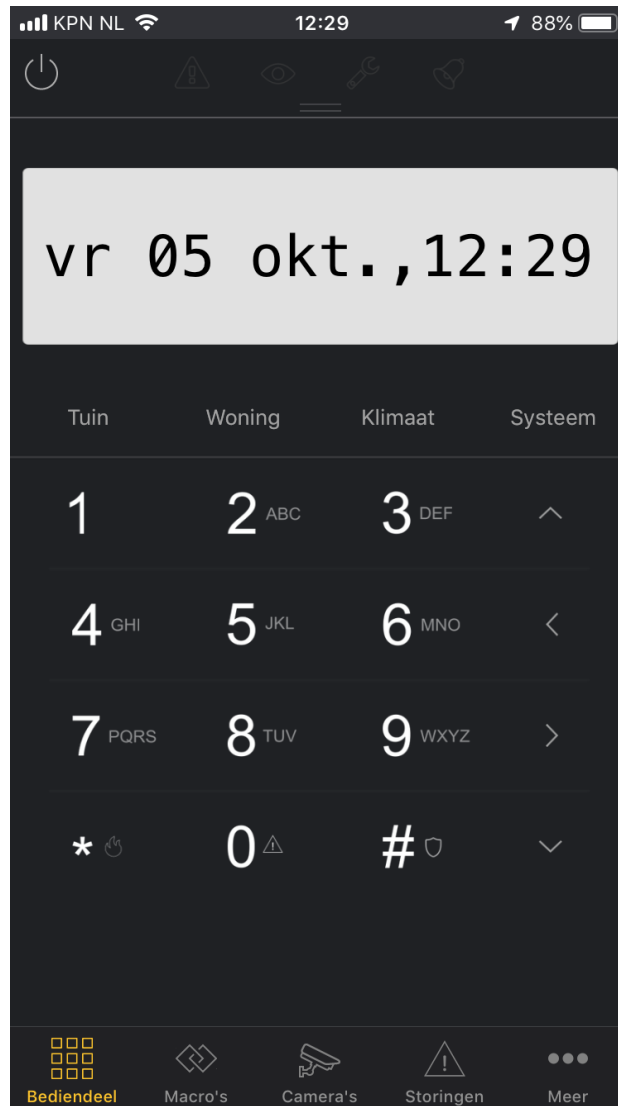 KPN NL 12:29 88%
vr 05 okt.,12:29
Tuin Woning Klimaat Systeem
1 2 ABC 3 DEF
4 GHI 5 JKL 6 MNO
7 PQRS 8 TUV 9 WXYZ
* 0 #
Bediendeel Macro's Camera's Storingen Meer